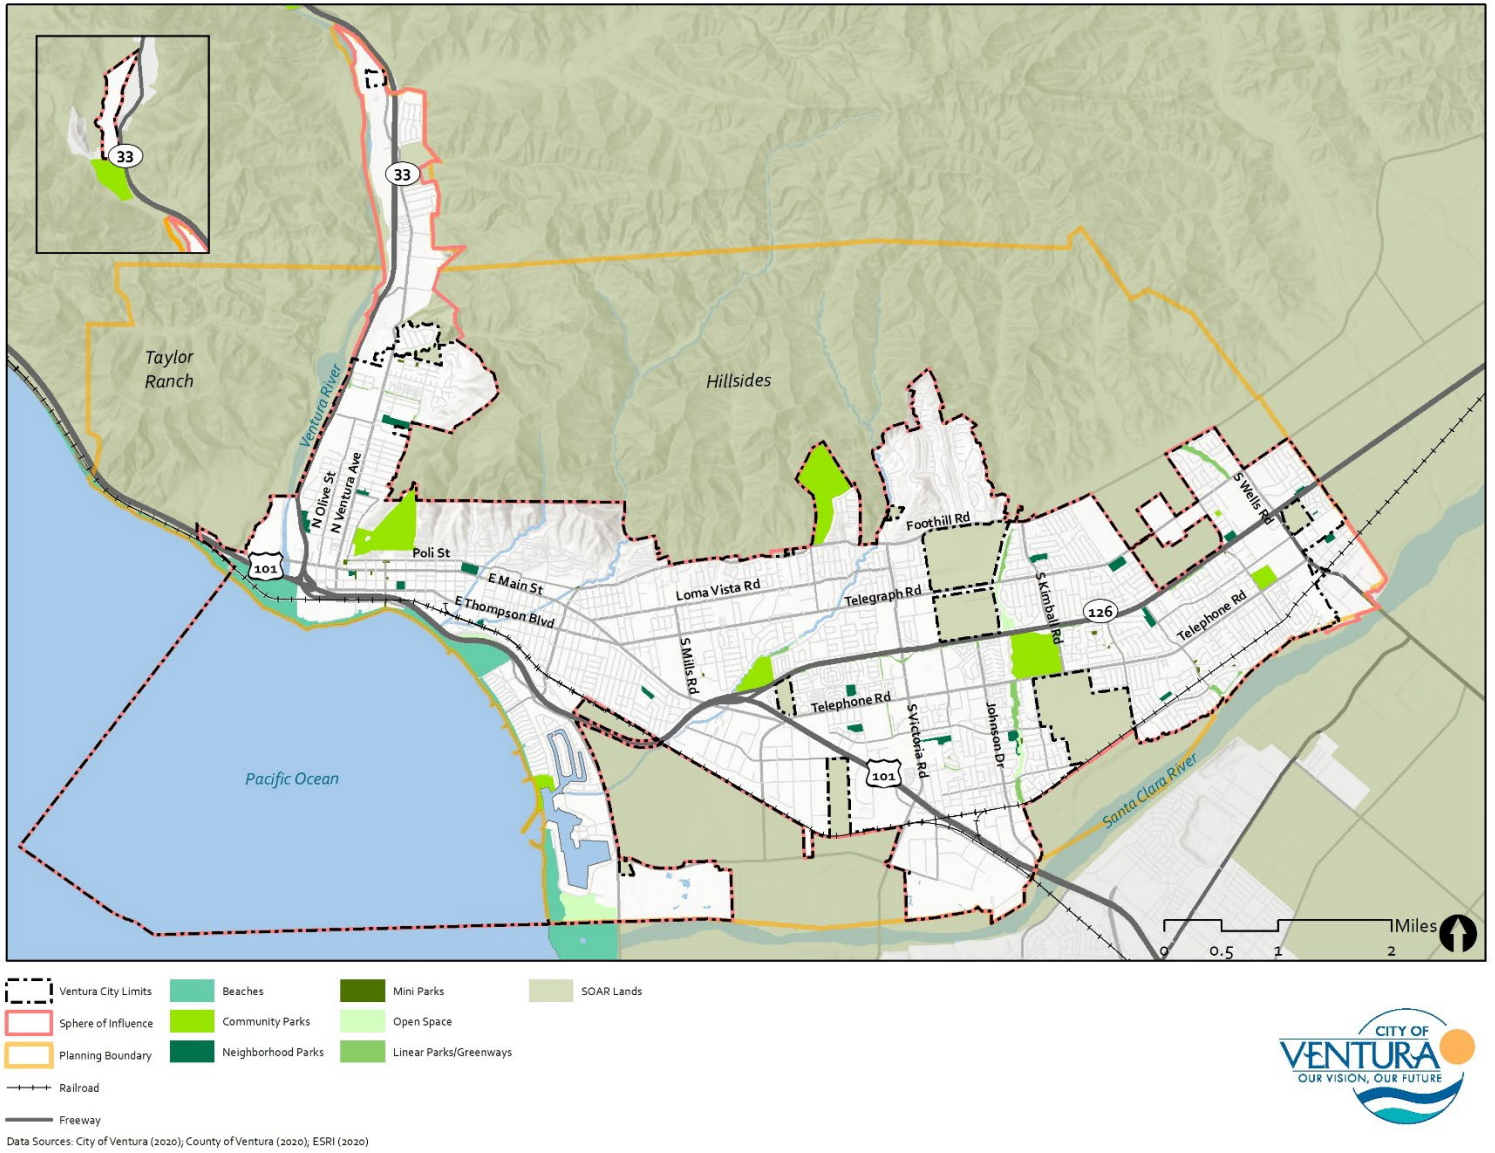 33
33
Taylor
Ranch
Ventura River
Hillsides
N Olive St
N Ventura Ave
S Wells Rd
Foothill Rd
Poli St
101
E Main St
Loma Vista Rd
Telegraph Rd
S Kimball Rd
126
E Thompson Blvd
Telephone Rd
S Mills Rd
Telephone Rd
S Victoria Rd
Johnson Dr
Pacific Ocean
101
Santa Clara River
Miles
0 0.5 1 2
Ventura City Limits
Beaches
Mini Parks
SOAR Lands
Sphere of Influence
Community Parks
Open Space
Planning Boundary
Neighborhood Parks
Linear Parks/Greenways
Railroad
Freeway
CITY OF
VENTURA
OUR VISION, OUR FUTURE
Data Sources: City of Ventura (2020); County of Ventura (2020); ESRI (2020)